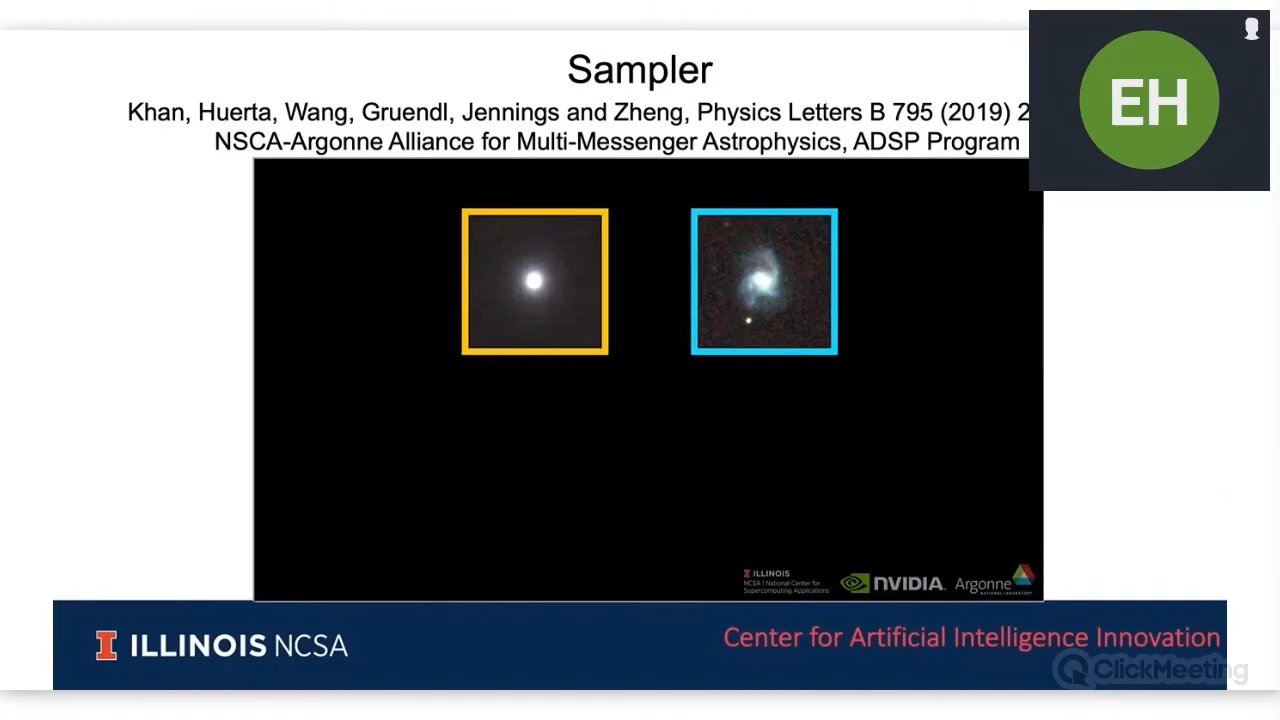 Sampler
EH
Khan, Huerta, Wang, Gruendl, Jennings and Zheng, Physics Letters B 795 (2019) 2
NSCA-Argonne Alliance for Multi-Messenger Astrophysics, ADSP Program
I ILLINOIS
NCSA | National Center for
Supercomputing Applications
NVIDIA.
Argonne
NATIONAL LABORATORY
I ILLINOIS NCSA
Center for Artificial Intelligence Innovation
ClickMeeting